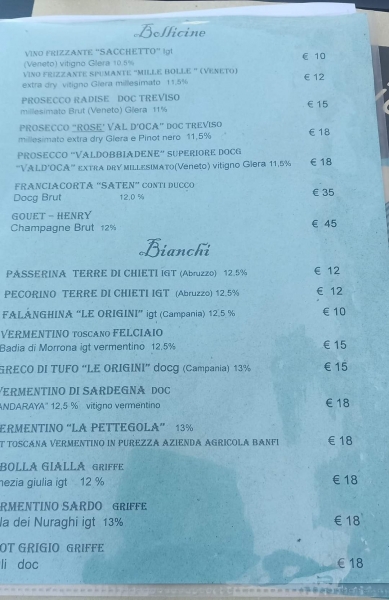 Bollicine
VINO FRIZZANTE "SACCHETTO" igt € 10
(Veneto) vitigno Glera 10.5%
VINO FRIZZANTE SPUMANTE "MILLE BOLLE" (VENETO) € 12
extra dry vitigno Glera millesimato 11,5%
PROSECCO RADISE DOC TREVISO € 15
millesimato Brut (Veneto) Glera 11%
PROSECCO "ROSE' VAL D'OCA" DOC TREVISO € 18
millesimato extra dry Glera e Pinot nero 11,5%
PROSECCO "VALDOBBIADENE" SUPERIORE DOCG € 18
"VALD'OCA" EXTRA DRY MILLESIMATO(Veneto) vitigno Glera 11,5%
FRANCIACORTA "SATEN" CONTI DUCCO € 35
Docg Brut 12.0 %
GOUET - HENRY € 45
Champagne Brut 12%
Bianchi
PASSERINA TERRE DI CHIETI IGT (Abruzzo) 12.5% € 12
PECORINO TERRE DI CHIETI IGT (Abruzzo) 12.5% € 12
FALANGHINA "LE ORIGINI" igt (Campania) 12.5 % € 10
VERMENTINO TOSCANO FELCIAIO € 15
Badia di Morrona igt vermentino 12.5%
GRECO DI TUFO "LE ORIGINI" docg (Campania) 13% € 15
VERMENTINO DI SARDEGNA DOC € 18
ANDARAYA" 12,5 % vitigno vermentino
ERMENTINO "LA PETTEGOLA" 13% € 18
T TOSCANA VERMENTINO IN PUREZZA AZIENDA AGRICOLA BANFI
BOLLA GIALLA GRIFFE € 18
nezia giulia igt 12 %
RMENTINO SARDO GRIFFE € 18
la dei Nuraghi igt 13%
OT GRIGIO GRIFFE € 18
li doc